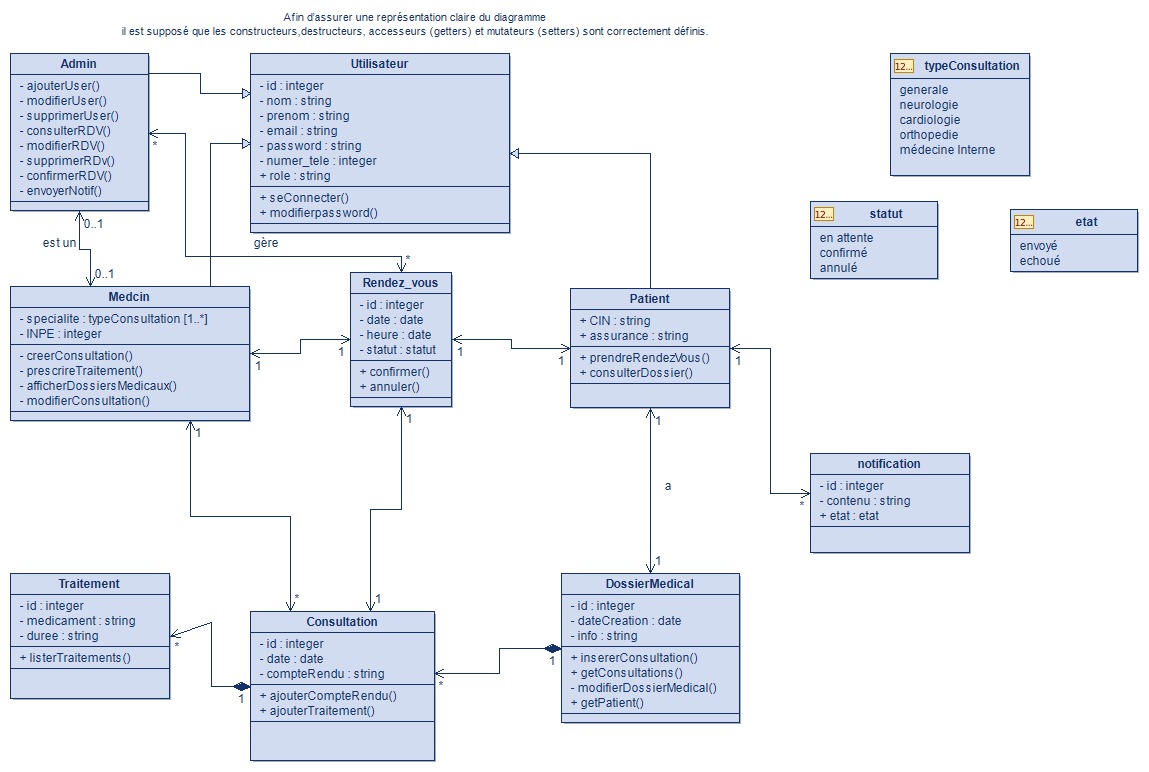 Afin d'assurer une représentation claire du diagramme
il est supposé que les constructeurs,destructeurs, accesseurs (getters) et mutateurs (setters) sont correctement définis.
Admin
- ajouterUser()
- modifierUser()
- supprimerUser()
- consulterRDV()
- modifierRDV()
- supprimerRDv()
- confirmerRDV()
- envoyerNotif()
Utilisateur
- id : integer
- nom : string
- prenom : string
- email : string
- password : string
- numer_tele : integer
+ role : string
+ seConnecter()
+ modifierpassword()
12... typeConsultation
generale
neurologie
cardiologie
orthopedie
médecine Interne
12... statut
en attente
confirmé
annulé
12... etat
envoyé
echoué
*
0..1
est un
0..1
gère
*
Medcin
- specialite : typeConsultation [1..*]
- INPE : integer
- creerConsultation()
- prescrireTraitement()
- afficherDossiersMedicaux()
- modifierConsultation()
Rendez_vous
- id : integer
- date : date
- heure : date
- statut : statut
+ confirmer()
+ annuler()
Patient
+ CIN : string
+ assurance : string
+ prendreRendezVous()
+ consulterDossier()
1
1
1
1
1
1
1
1
a
notification
- id : integer
- contenu : string
+ etat : etat
*
1
Traitement
- id : integer
- medicament : string
- duree : string
+ listerTraitements()
*
1
*
1
Consultation
- id : integer
- date : date
- compteRendu : string
+ ajouterCompteRendu()
+ ajouterTraitement()
*
1
DossierMedical
- id : integer
- dateCreation : date
- info : string
+ insererConsultation()
+ getConsultations()
- modifierDossierMedical()
+ getPatient()